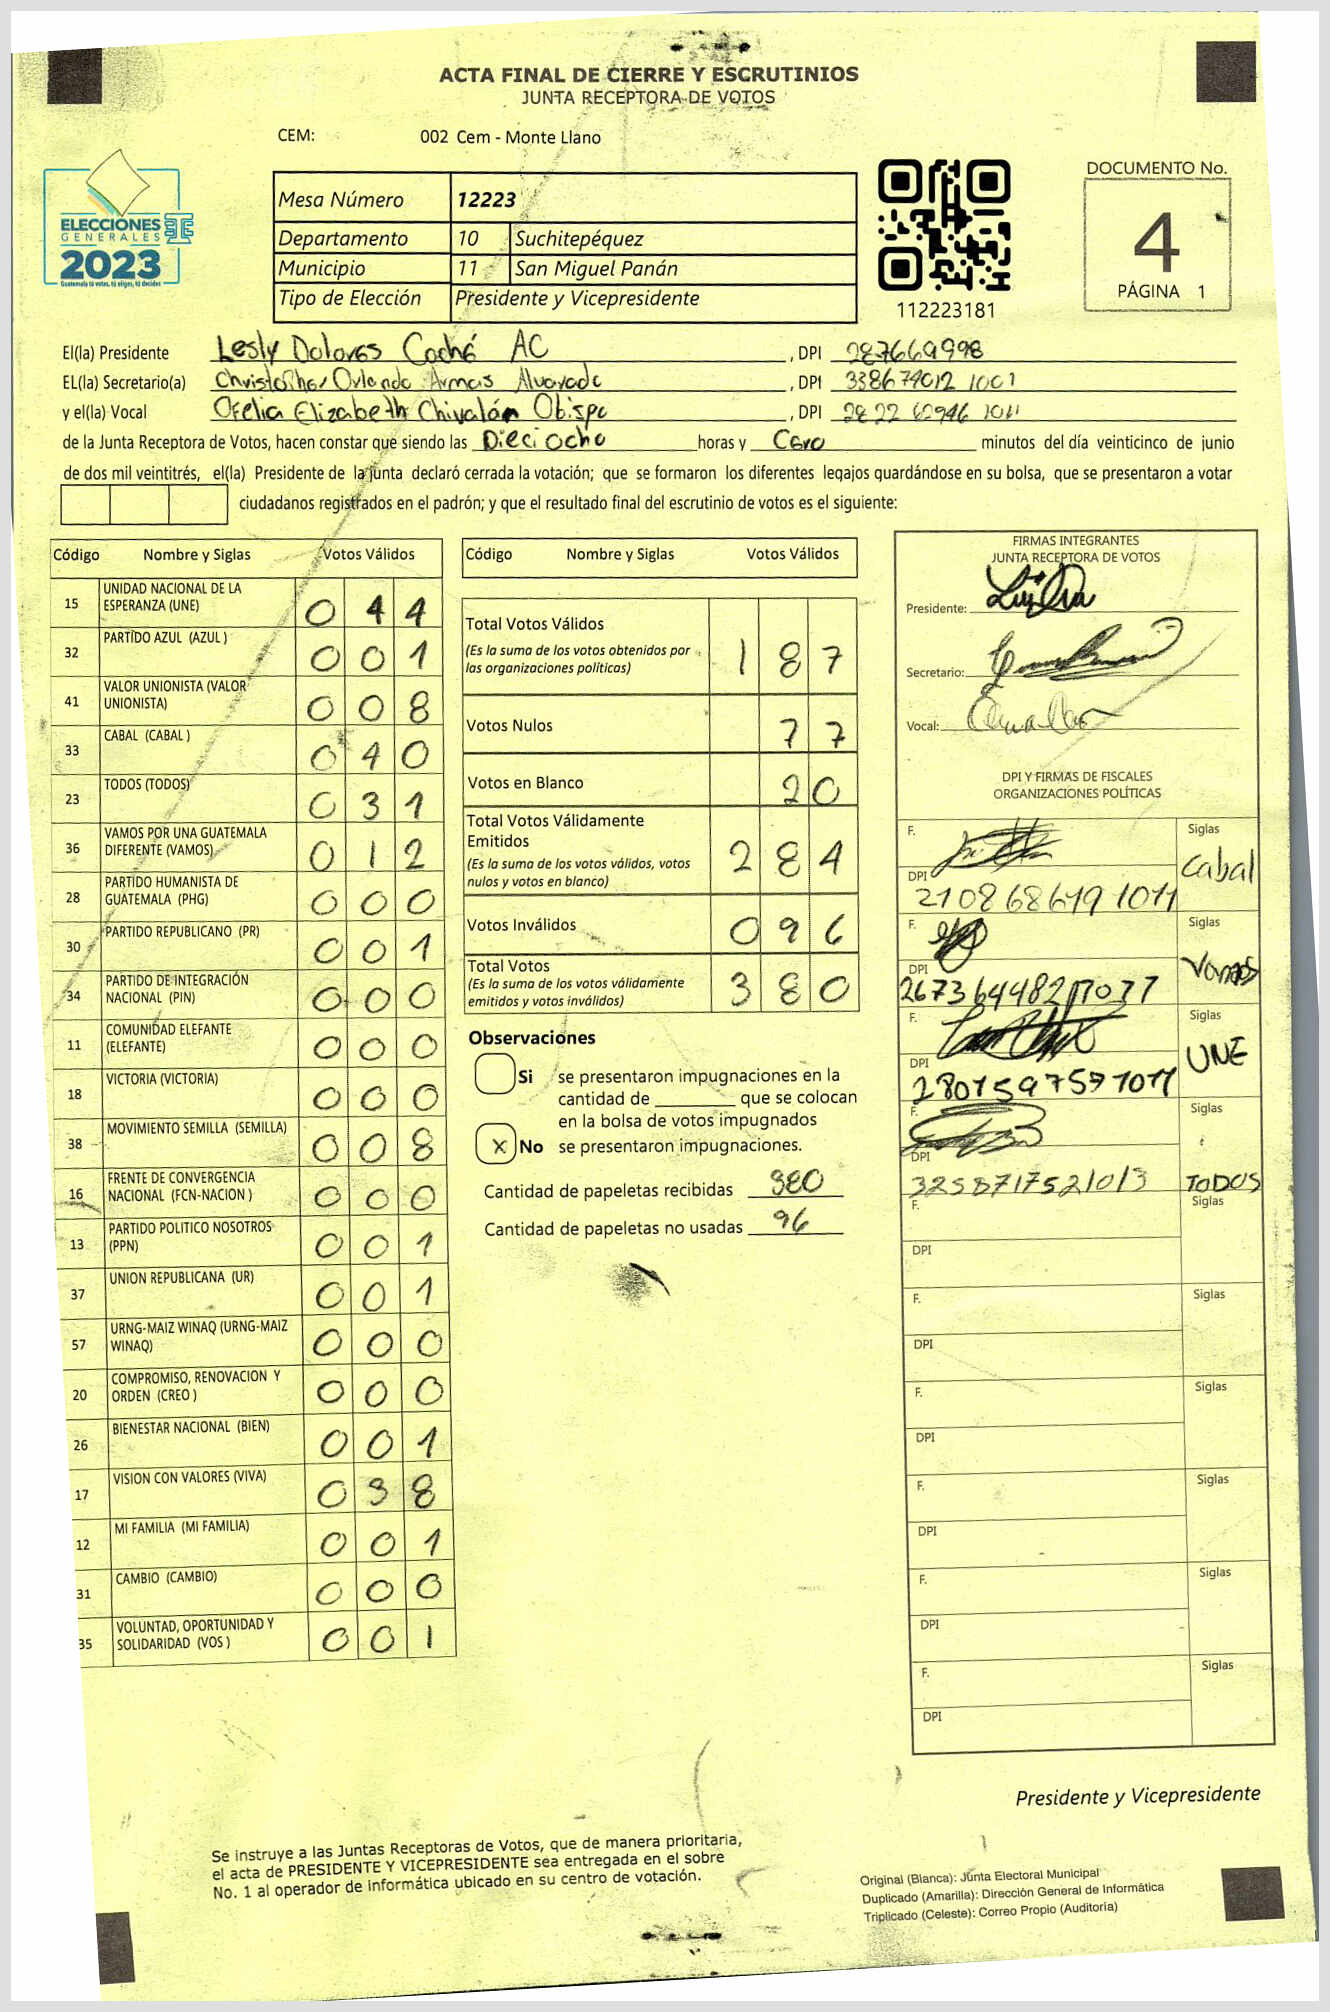 ACTA FINAL DE CIERRE Y ESCRUTINIOS
JUNTA RECEPTORA DE VOTOS
CEM: 002 Cem - Monte Llano
ELECCIONES
GENERALES
2023
Guatemala tú votas, tú eliges, tú decides
Mesa Número 12223
Departamento 10 Suchitepéquez
Municipio 11 San Miguel Panán
Tipo de Elección Presidente y Vicepresidente
112223181
DOCUMENTO No.
4
PÁGINA 1
El(la) Presidente Lesly Dolores Coché AC , DPI 287669998
EL(la) Secretario(a) Christopher Orlando Armas Alvarado , DPI 338674012 1001
y el(la) Vocal Ofelia Elizabeth Chivalán Obispo , DPI 2822 62946 1011
de la Junta Receptora de Votos, hacen constar que siendo las Dieciocho horas y Cero minutos del día veinticinco de junio
de dos mil veintitrés, el(la) Presidente de la junta declaró cerrada la votación; que se formaron los diferentes legajos guardándose en su bolsa, que se presentaron a votar
ciudadanos registrados en el padrón; y que el resultado final del escrutinio de votos es el siguiente:
Código Nombre y Siglas Votos Válidos
15 UNIDAD NACIONAL DE LA ESPERANZA (UNE) 0 4 4
32 PARTIDO AZUL (AZUL ) 0 0 1
41 VALOR UNIONISTA (VALOR UNIONISTA) 0 0 8
33 CABAL (CABAL ) 0 4 0
23 TODOS (TODOS) 0 3 1
36 VAMOS POR UNA GUATEMALA DIFERENTE (VAMOS) 0 1 2
28 PARTIDO HUMANISTA DE GUATEMALA (PHG) 0 0 0
30 PARTIDO REPUBLICANO (PR) 0 0 1
34 PARTIDO DE INTEGRACIÓN NACIONAL (PIN) 0 0 0
11 COMUNIDAD ELEFANTE (ELEFANTE) 0 0 0
18 VICTORIA (VICTORIA) 0 0 0
38 MOVIMIENTO SEMILLA (SEMILLA) 0 0 8
16 FRENTE DE CONVERGENCIA NACIONAL (FCN-NACION ) 0 0 0
13 PARTIDO POLITICO NOSOTROS (PPN) 0 0 1
37 UNION REPUBLICANA (UR) 0 0 1
57 URNG-MAIZ WINAQ (URNG-MAIZ WINAQ) 0 0 0
20 COMPROMISO, RENOVACION Y ORDEN (CREO ) 0 0 0
26 BIENESTAR NACIONAL (BIEN) 0 0 1
17 VISION CON VALORES (VIVA) 0 3 8
12 MI FAMILIA (MI FAMILIA) 0 0 1
31 CAMBIO (CAMBIO) 0 0 0
35 VOLUNTAD, OPORTUNIDAD Y SOLIDARIDAD (VOS ) 0 0 1
Código Nombre y Siglas Votos Válidos
Total Votos Válidos 1 8 7
(Es la suma de los votos obtenidos por
las organizaciones políticas)
Votos Nulos 7 7
Votos en Blanco 2 0
Total Votos Válidamente
Emitidos 2 8 4
(Es la suma de los votos válidos, votos
nulos y votos en blanco)
Votos Inválidos 0 9 6
Total Votos 3 8 0
(Es la suma de los votos válidamente
emitidos y votos inválidos)
Observaciones
Si se presentaron impugnaciones en la
cantidad de ________ que se colocan
en la bolsa de votos impugnados
X No se presentaron impugnaciones.
Cantidad de papeletas recibidas 380
Cantidad de papeletas no usadas 96
FIRMAS INTEGRANTES
JUNTA RECEPTORA DE VOTOS
Presidente:
Secretario:
Vocal:
DPI Y FIRMAS DE FISCALES
ORGANIZACIONES POLÍTICAS
F. Siglas
Cabal
DPI 2108686191011
F. Siglas
Vamos
DPI
F. Siglas
UNE
DPI 2801597571011
F. Siglas
TODOS
DPI 3258717521013
F. Siglas
DPI
F. Siglas
DPI
F. Siglas
DPI
F. Siglas
DPI
F. Siglas
DPI
F. Siglas
DPI
Presidente y Vicepresidente
Se instruye a las Juntas Receptoras de Votos, que de manera prioritaria,
el acta de PRESIDENTE Y VICEPRESIDENTE sea entregada en el sobre
No. 1 al operador de informática ubicado en su centro de votación.
Original (Blanca): Junta Electoral Municipal
Duplicado (Amarilla): Dirección General de Informática
Triplicado (Celeste): Correo Propio (Auditoría)